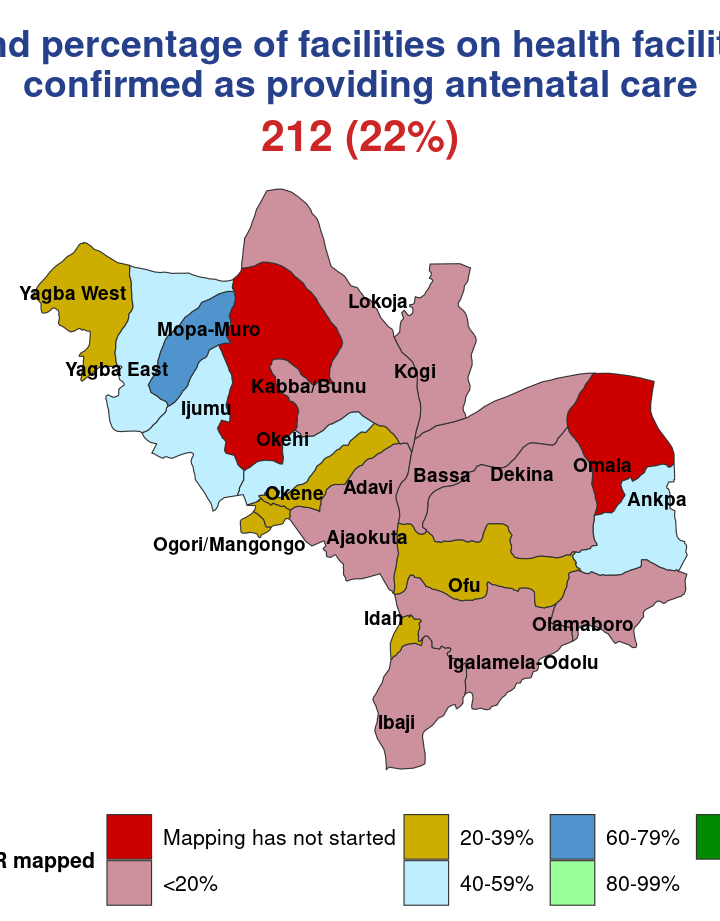 nd percentage of facilities on health facilit
confirmed as providing antenatal care
212 (22%)
Yagba West
Lokoja
Mopa-Muro
Yagba East
Kogi
Kabba/Bunu
Ijumu
Okehi
Omala
Bassa
Dekina
Adavi
Okene
Ankpa
Ajaokuta
Ogori/Mangongo
Ofu
Idah
Olamaboro
Igalamela-Odolu
Ibaji
Mapping has not started
20-39%
60-79%
R mapped
<20%
40-59%
80-99%